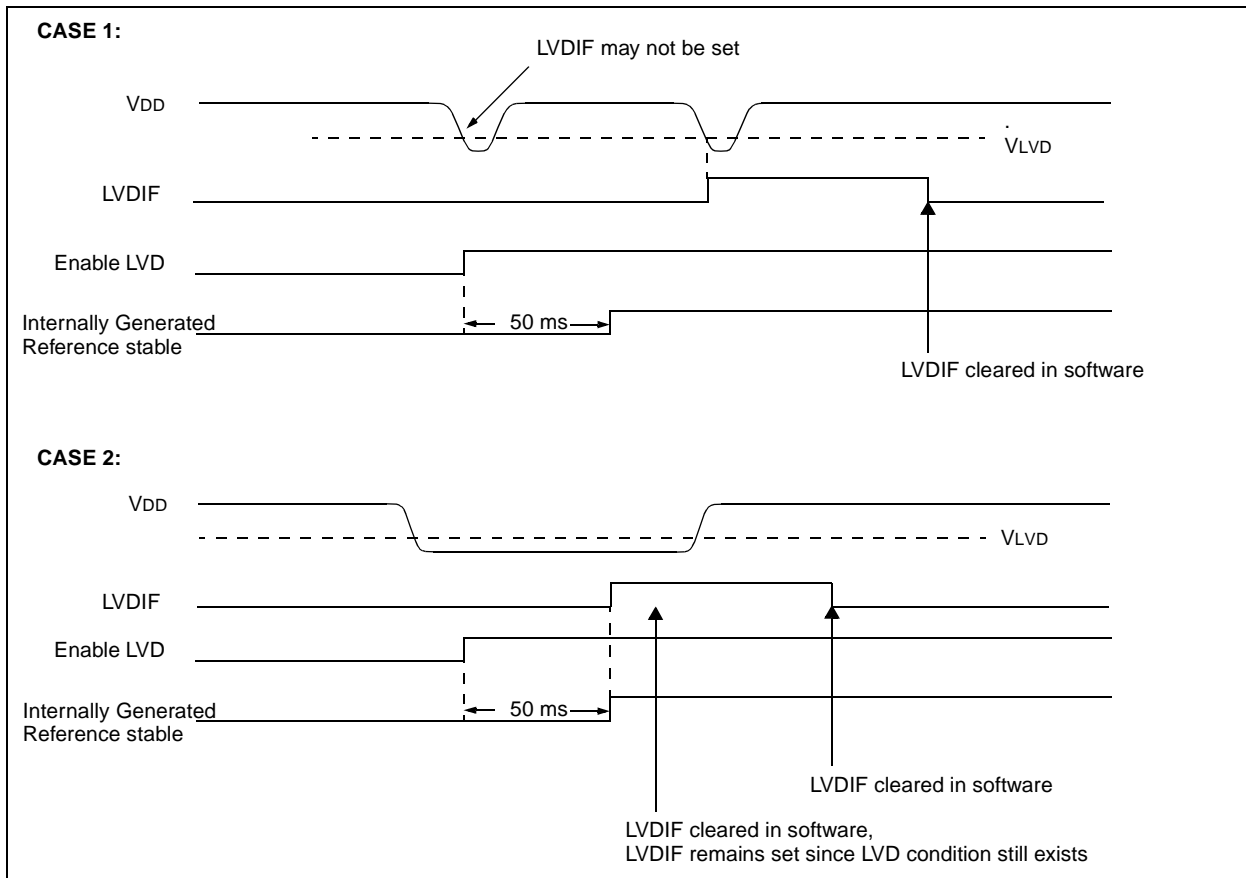 CASE 1:
LVDIF may not be set
VDD
.
VLVD
LVDIF
Enable LVD
50 ms
Internally Generated
Reference stable
LVDIF cleared in software
CASE 2:
VDD
VLVD
LVDIF
Enable LVD
50 ms
Internally Generated
Reference stable
LVDIF cleared in software
LVDIF cleared in software,
LVDIF remains set since LVD condition still exists